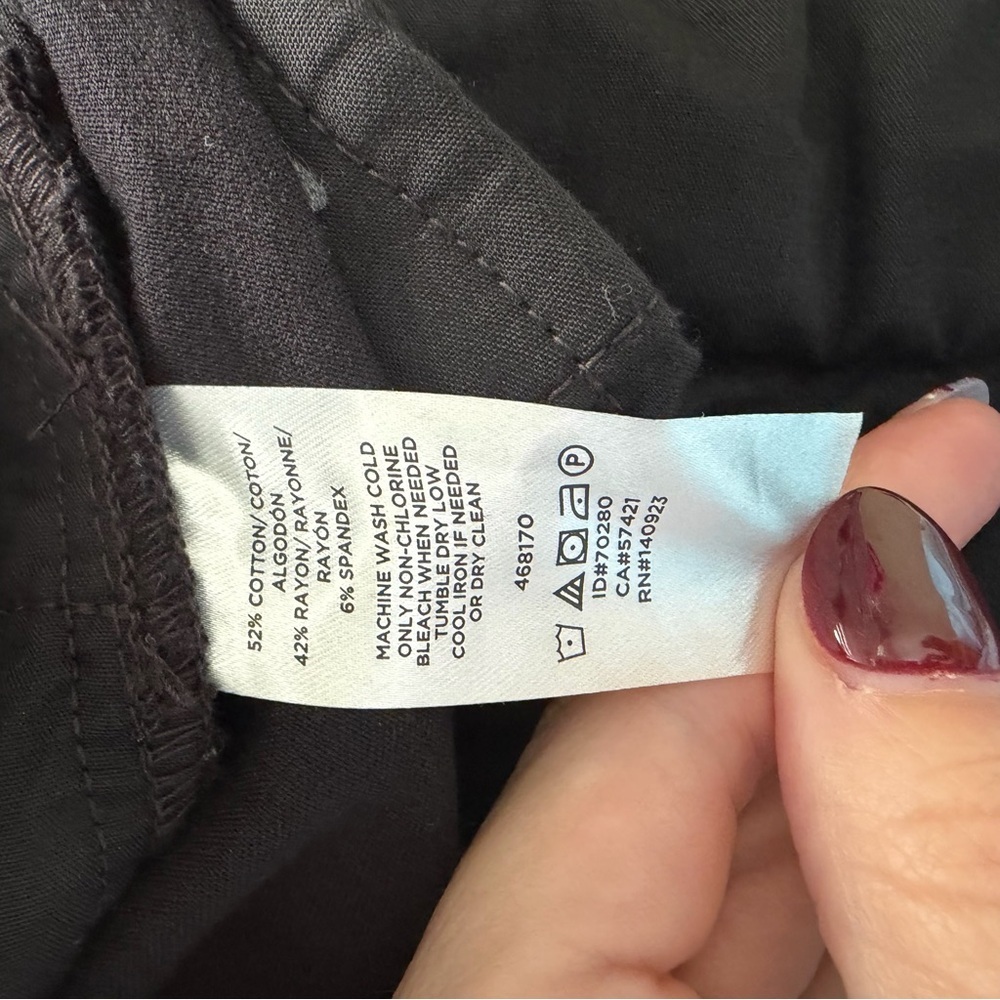 52% COTTON/ COTON/
ALGODÓN
42% RAYON/ RAYONNE/
RAYÓN
6% SPANDEX
MACHINE WASH COLD
ONLY NON-CHLORINE
BLEACH WHEN NEEDED
TUMBLE DRY LOW
COOL IRON IF NEEDED
OR DRY CLEAN
468170
P
ID#70280
CA#57421
RN#140923